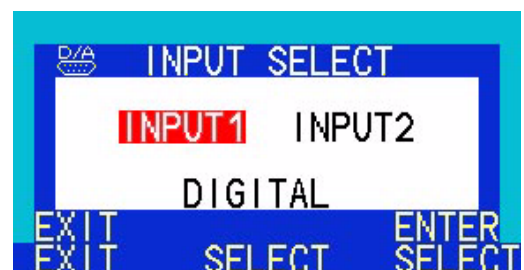 D/A INPUT SELECT
INPUT1 INPUT2
DIGITAL
EXIT ENTER
EXIT SELECT SELECT